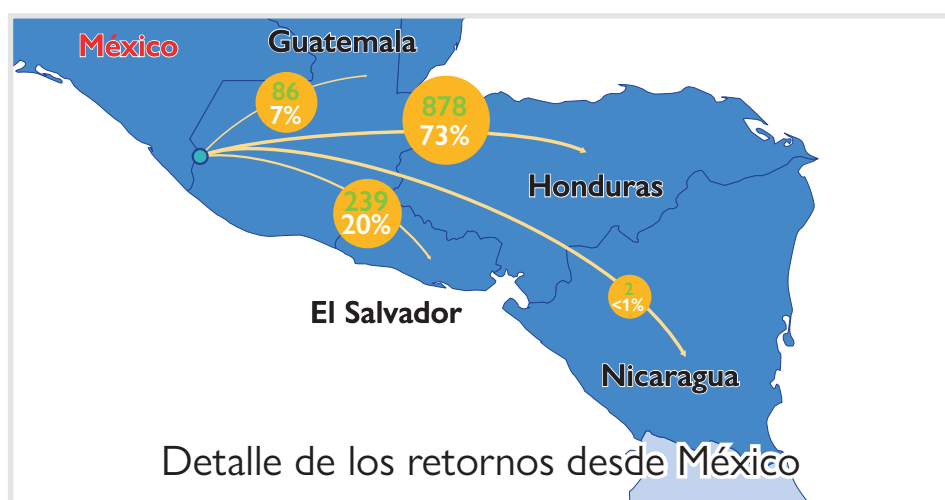 México
Guatemala
86
7%
878
73%
Honduras
239
20%
El Salvador
2
<1%
Nicaragua
Detalle de los retornos desde México